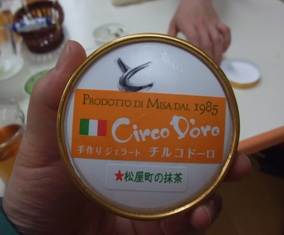 PRODOTTO DI MISA DAL 1985
Circo D'oro
手作りジェラート チルコドーロ
★松屋町の抹茶